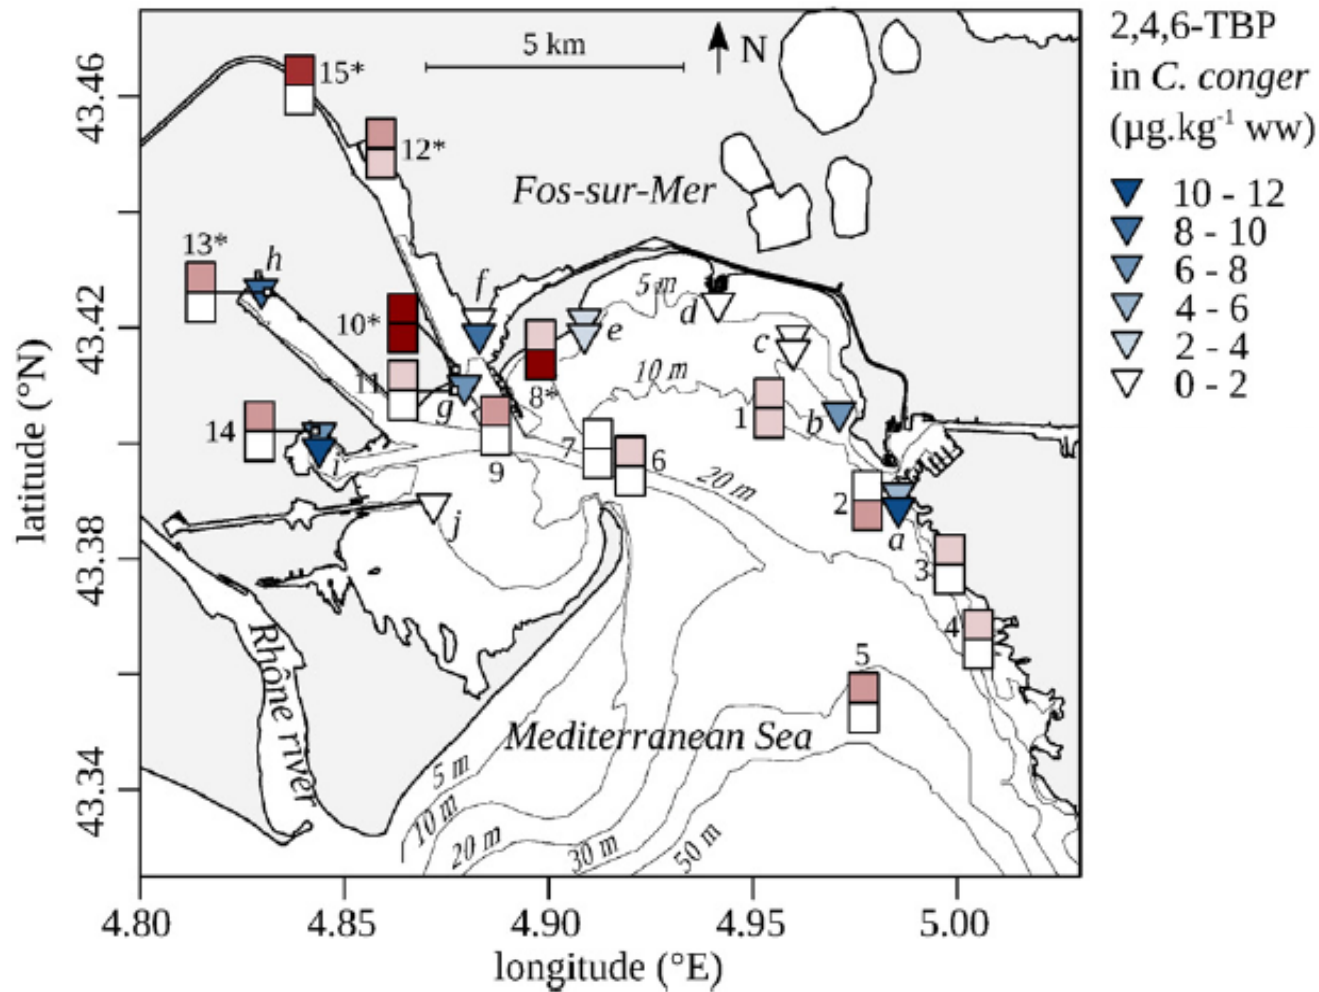 2,4,6-TBP
in C. conger
(µg.kg-1 ww)
10 - 12
8 - 10
6 - 8
4 - 6
2 - 4
0 - 2
5 km
N
15*
12*
Fos-sur-Mer
13*
h
f
5 m
d
10*
e
c
8*
10 m
11
g
1
b
14
i
9
7
6
20 m
2
a
j
3
4
5
Rhône river
Mediterranean Sea
5 m
10 m
20 m
30 m
50 m
43.46
43.42
43.38
43.34
latitude (°N)
4.80
4.85
4.90
4.95
5.00
longitude (°E)